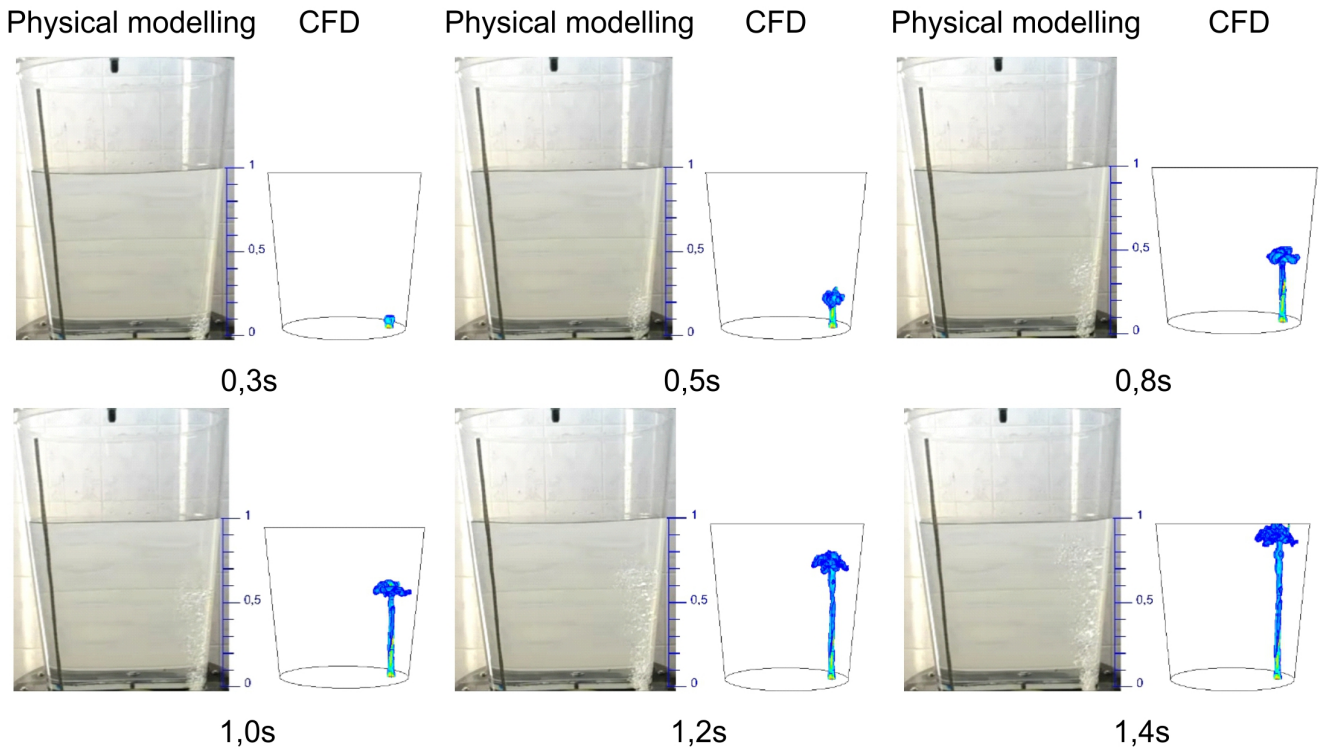 Physical modelling CFD Physical modelling CFD Physical modelling CFD
1 1 1
0,5 0,5 0,5
0 0 0
0,3s 0,5s 0,8s
1 1 1
0,5 0,5 0,5
0 0 0
1,0s 1,2s 1,4s